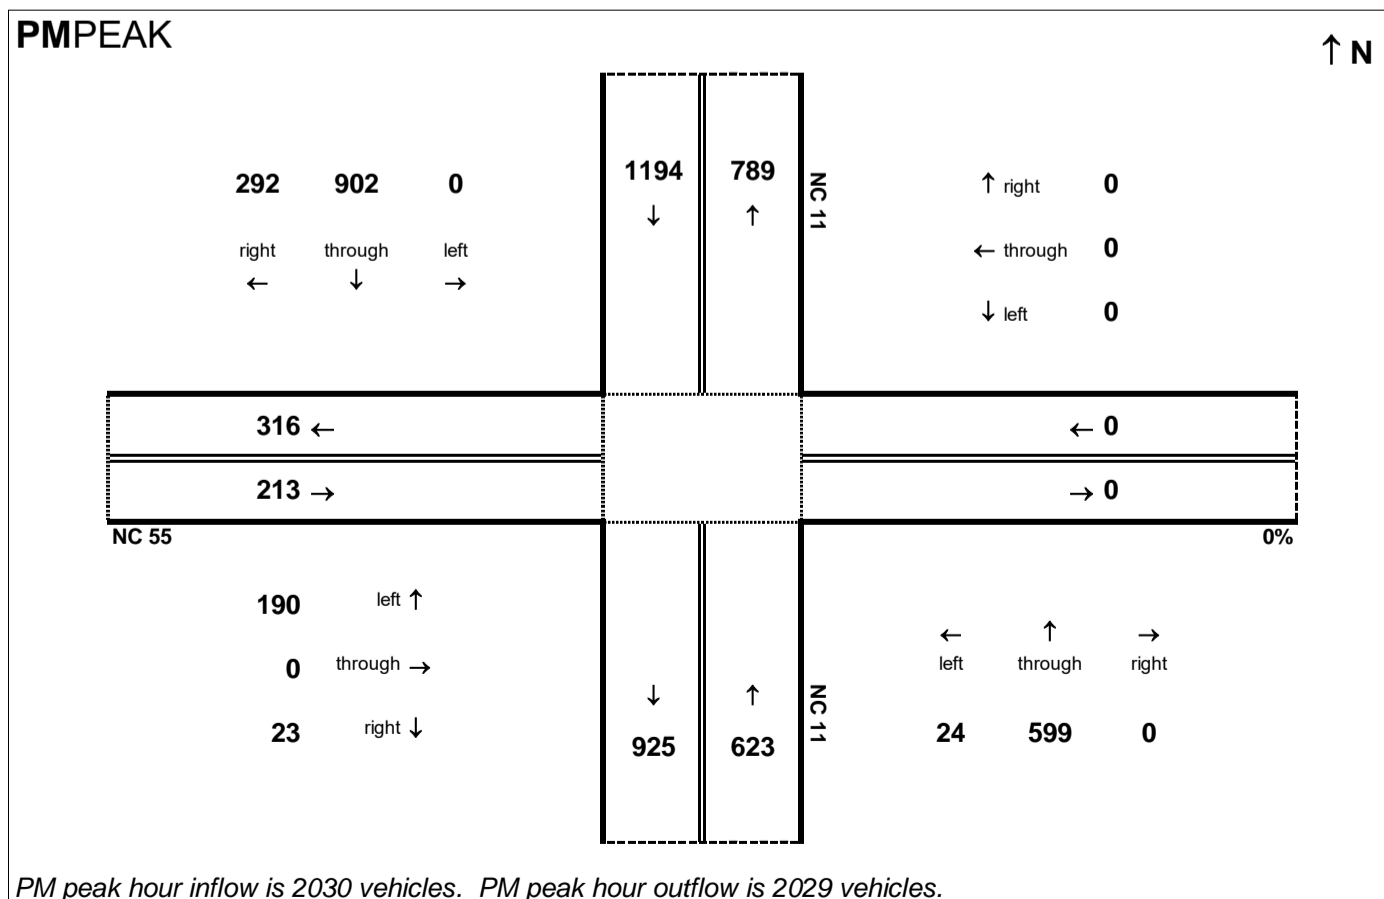 PMPEAK
↑ N
1194 789
NC 11
292 902 0
right through left
← ↓ →
↓ ↑
↑ right 0
← through 0
↓ left 0
316 ←
← 0
213 →
→ 0
NC 55
0%
190 left ↑
0 through →
23 right ↓
↓ ↑
925 623
NC 11
← ↑ →
left through right
24 599 0
PM peak hour inflow is 2030 vehicles. PM peak hour outflow is 2029 vehicles.